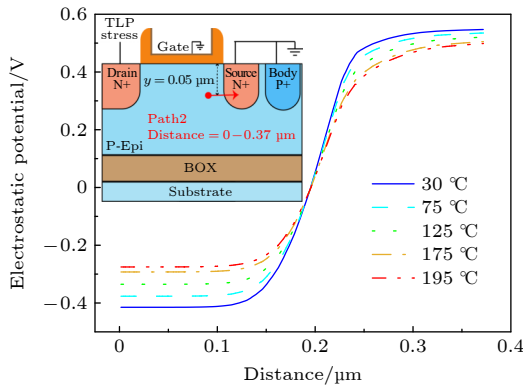 TLP
stress
Gate
Drain
N+
y = 0.05 μm
Source
N+
Body
P+
Path2
Distance = 0−0.37 μm
P-Epi
BOX
Substrate
Electrostatic potential/V
0.6
0.4
0.2
0
−0.2
−0.4
30 ℃
75 ℃
125 ℃
175 ℃
195 ℃
0
0.1
0.2
0.3
0.4
Distance/μm